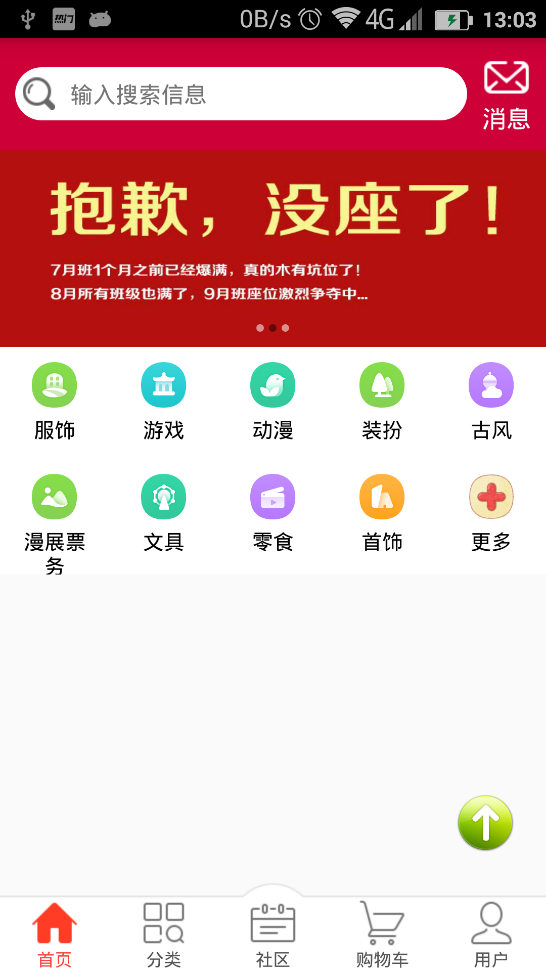 0B/s 4G 13:03
热门
输入搜索信息
消息
抱歉，没座了！
7月班1个月之前已经爆满，真的木有坑位了！
8月所有班级也满了，9月班座位激烈争夺中...
服饰 游戏 动漫 装扮 古风
漫展票务 文具 零食 首饰 更多
首页 分类 社区 购物车 用户